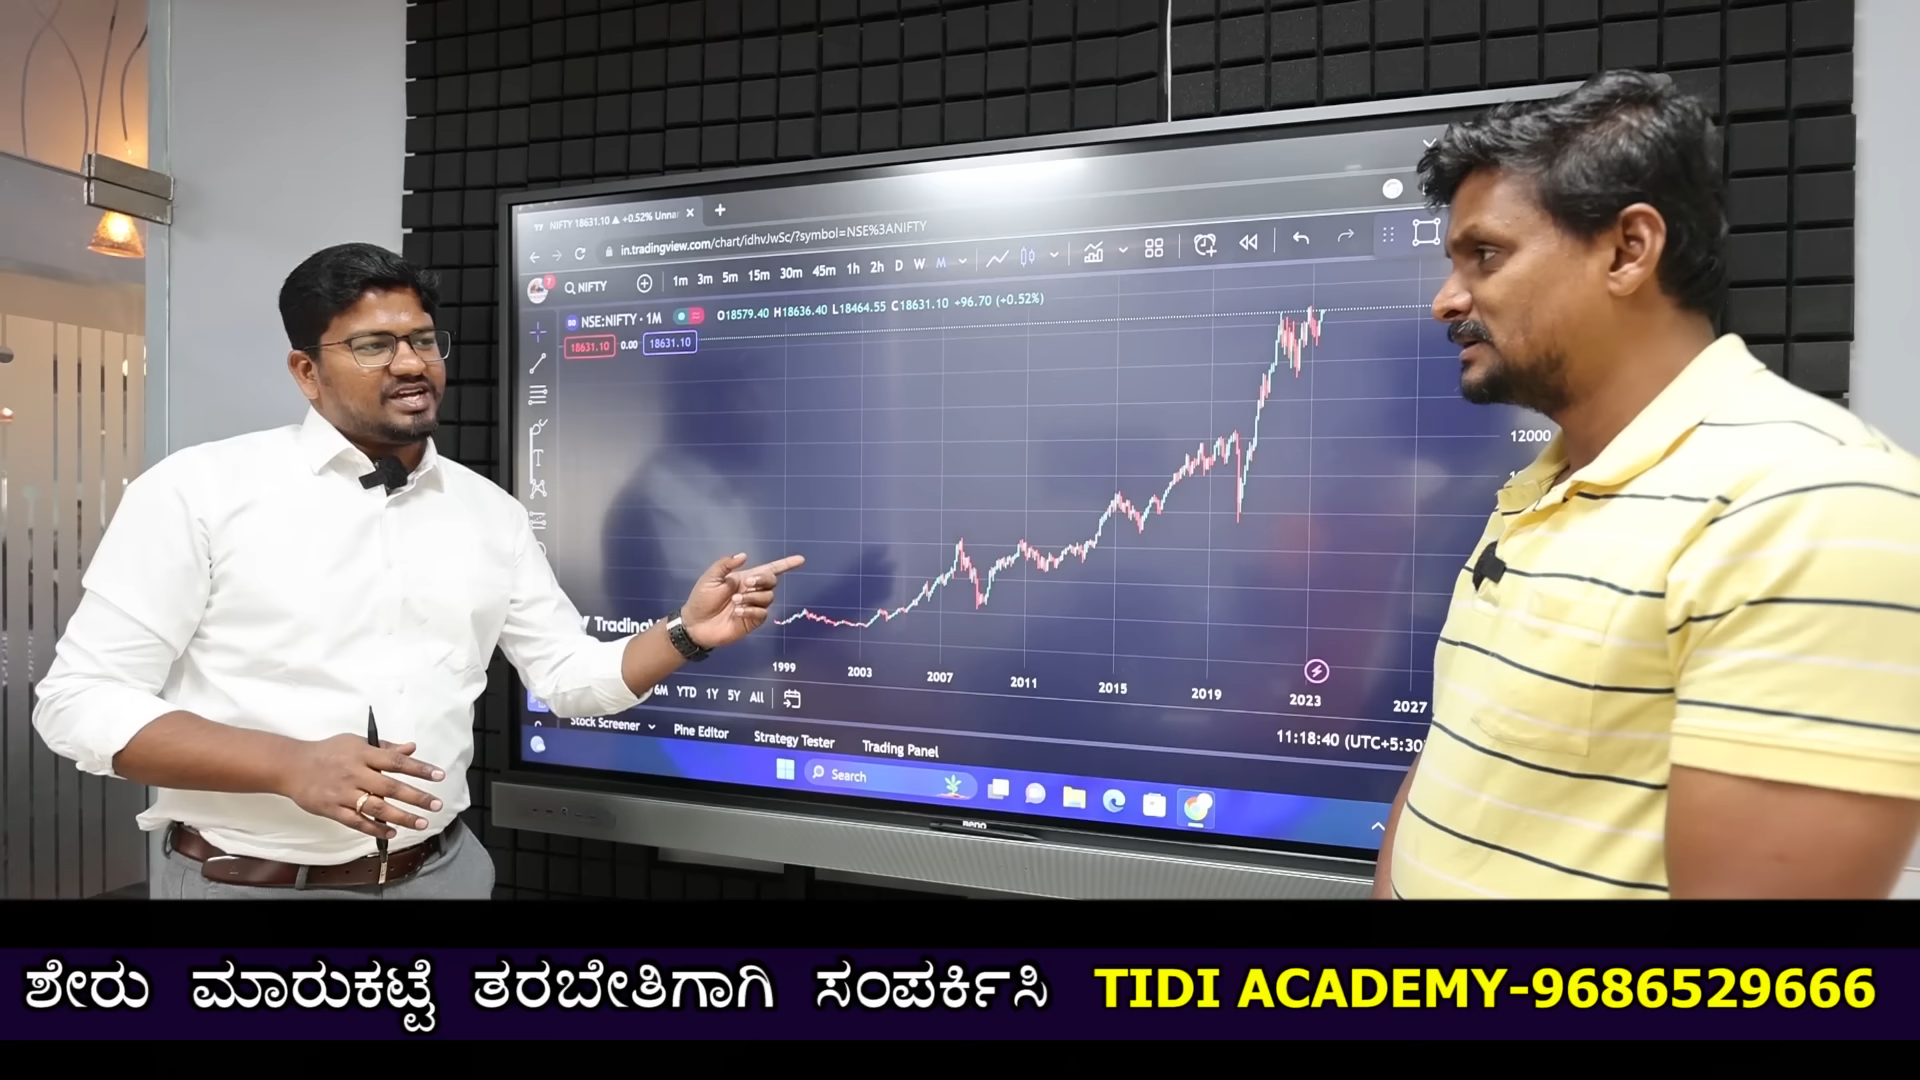 NIFTY 18631.10 ▲ +0.52% Unna
in.tradingview.com/chart/idhvJwSc/?symbol=NSE%3ANIFTY
7
NIFTY 1m 3m 5m 15m 30m 45m 1h 2h D W M
NSE:NIFTY · 1M O18579.40 H18636.40 L18464.55 C18631.10 +96.70 (+0.52%)
18631.10 0.00 18631.10
12000
Trading
1999 2003 2007 2011 2015 2019 2023 2027
6M YTD 1Y 5Y All
11:18:40 (UTC+5:30
Stock Screener Pine Editor Strategy Tester Trading Panel
Search
BenQ
ಶೇರು ಮಾರುಕಟ್ಟೆ ತರಬೇತಿಗಾಗಿ ಸಂಪರ್ಕಿಸಿ TIDI ACADEMY-9686529666